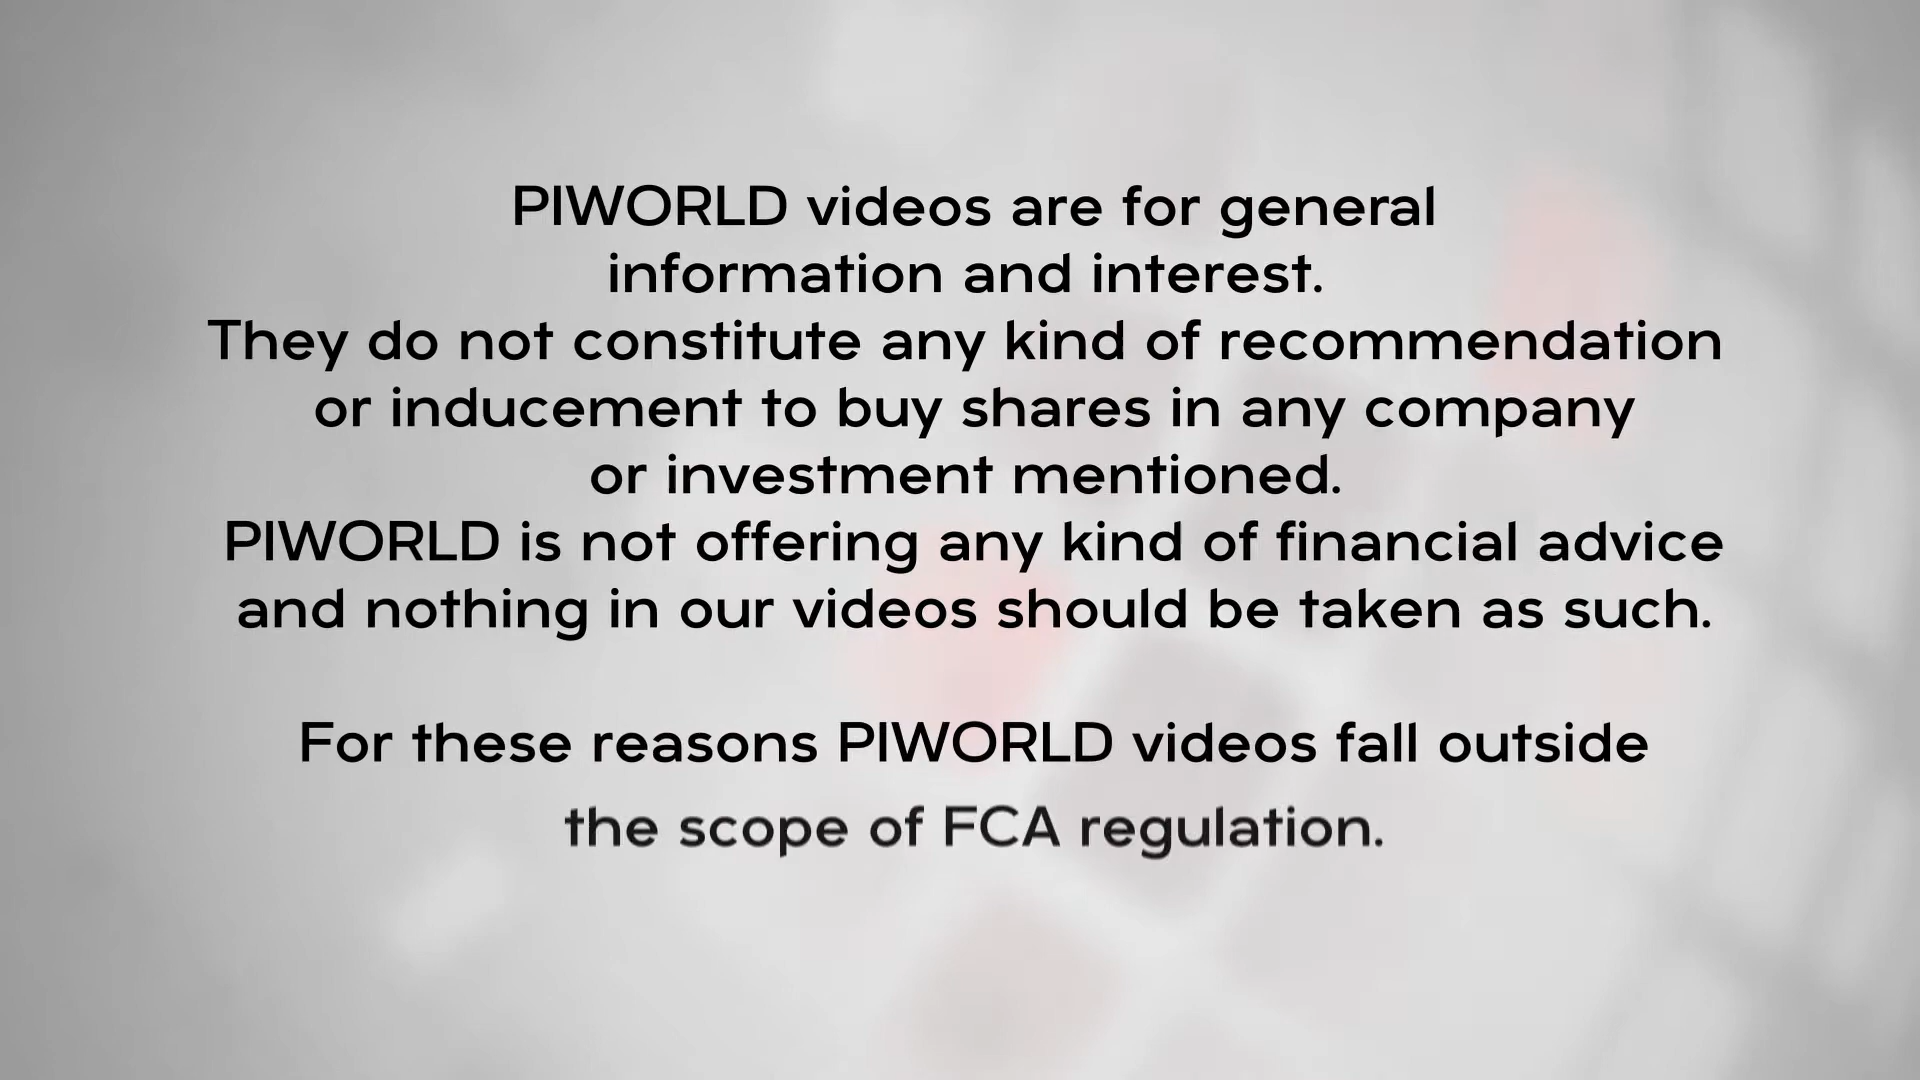 PIWORLD videos are for general
information and interest.
They do not constitute any kind of recommendation
or inducement to buy shares in any company
or investment mentioned.
PIWORLD is not offering any kind of financial advice
and nothing in our videos should be taken as such.
For these reasons PIWORLD videos fall outside
the scope of FCA regulation.